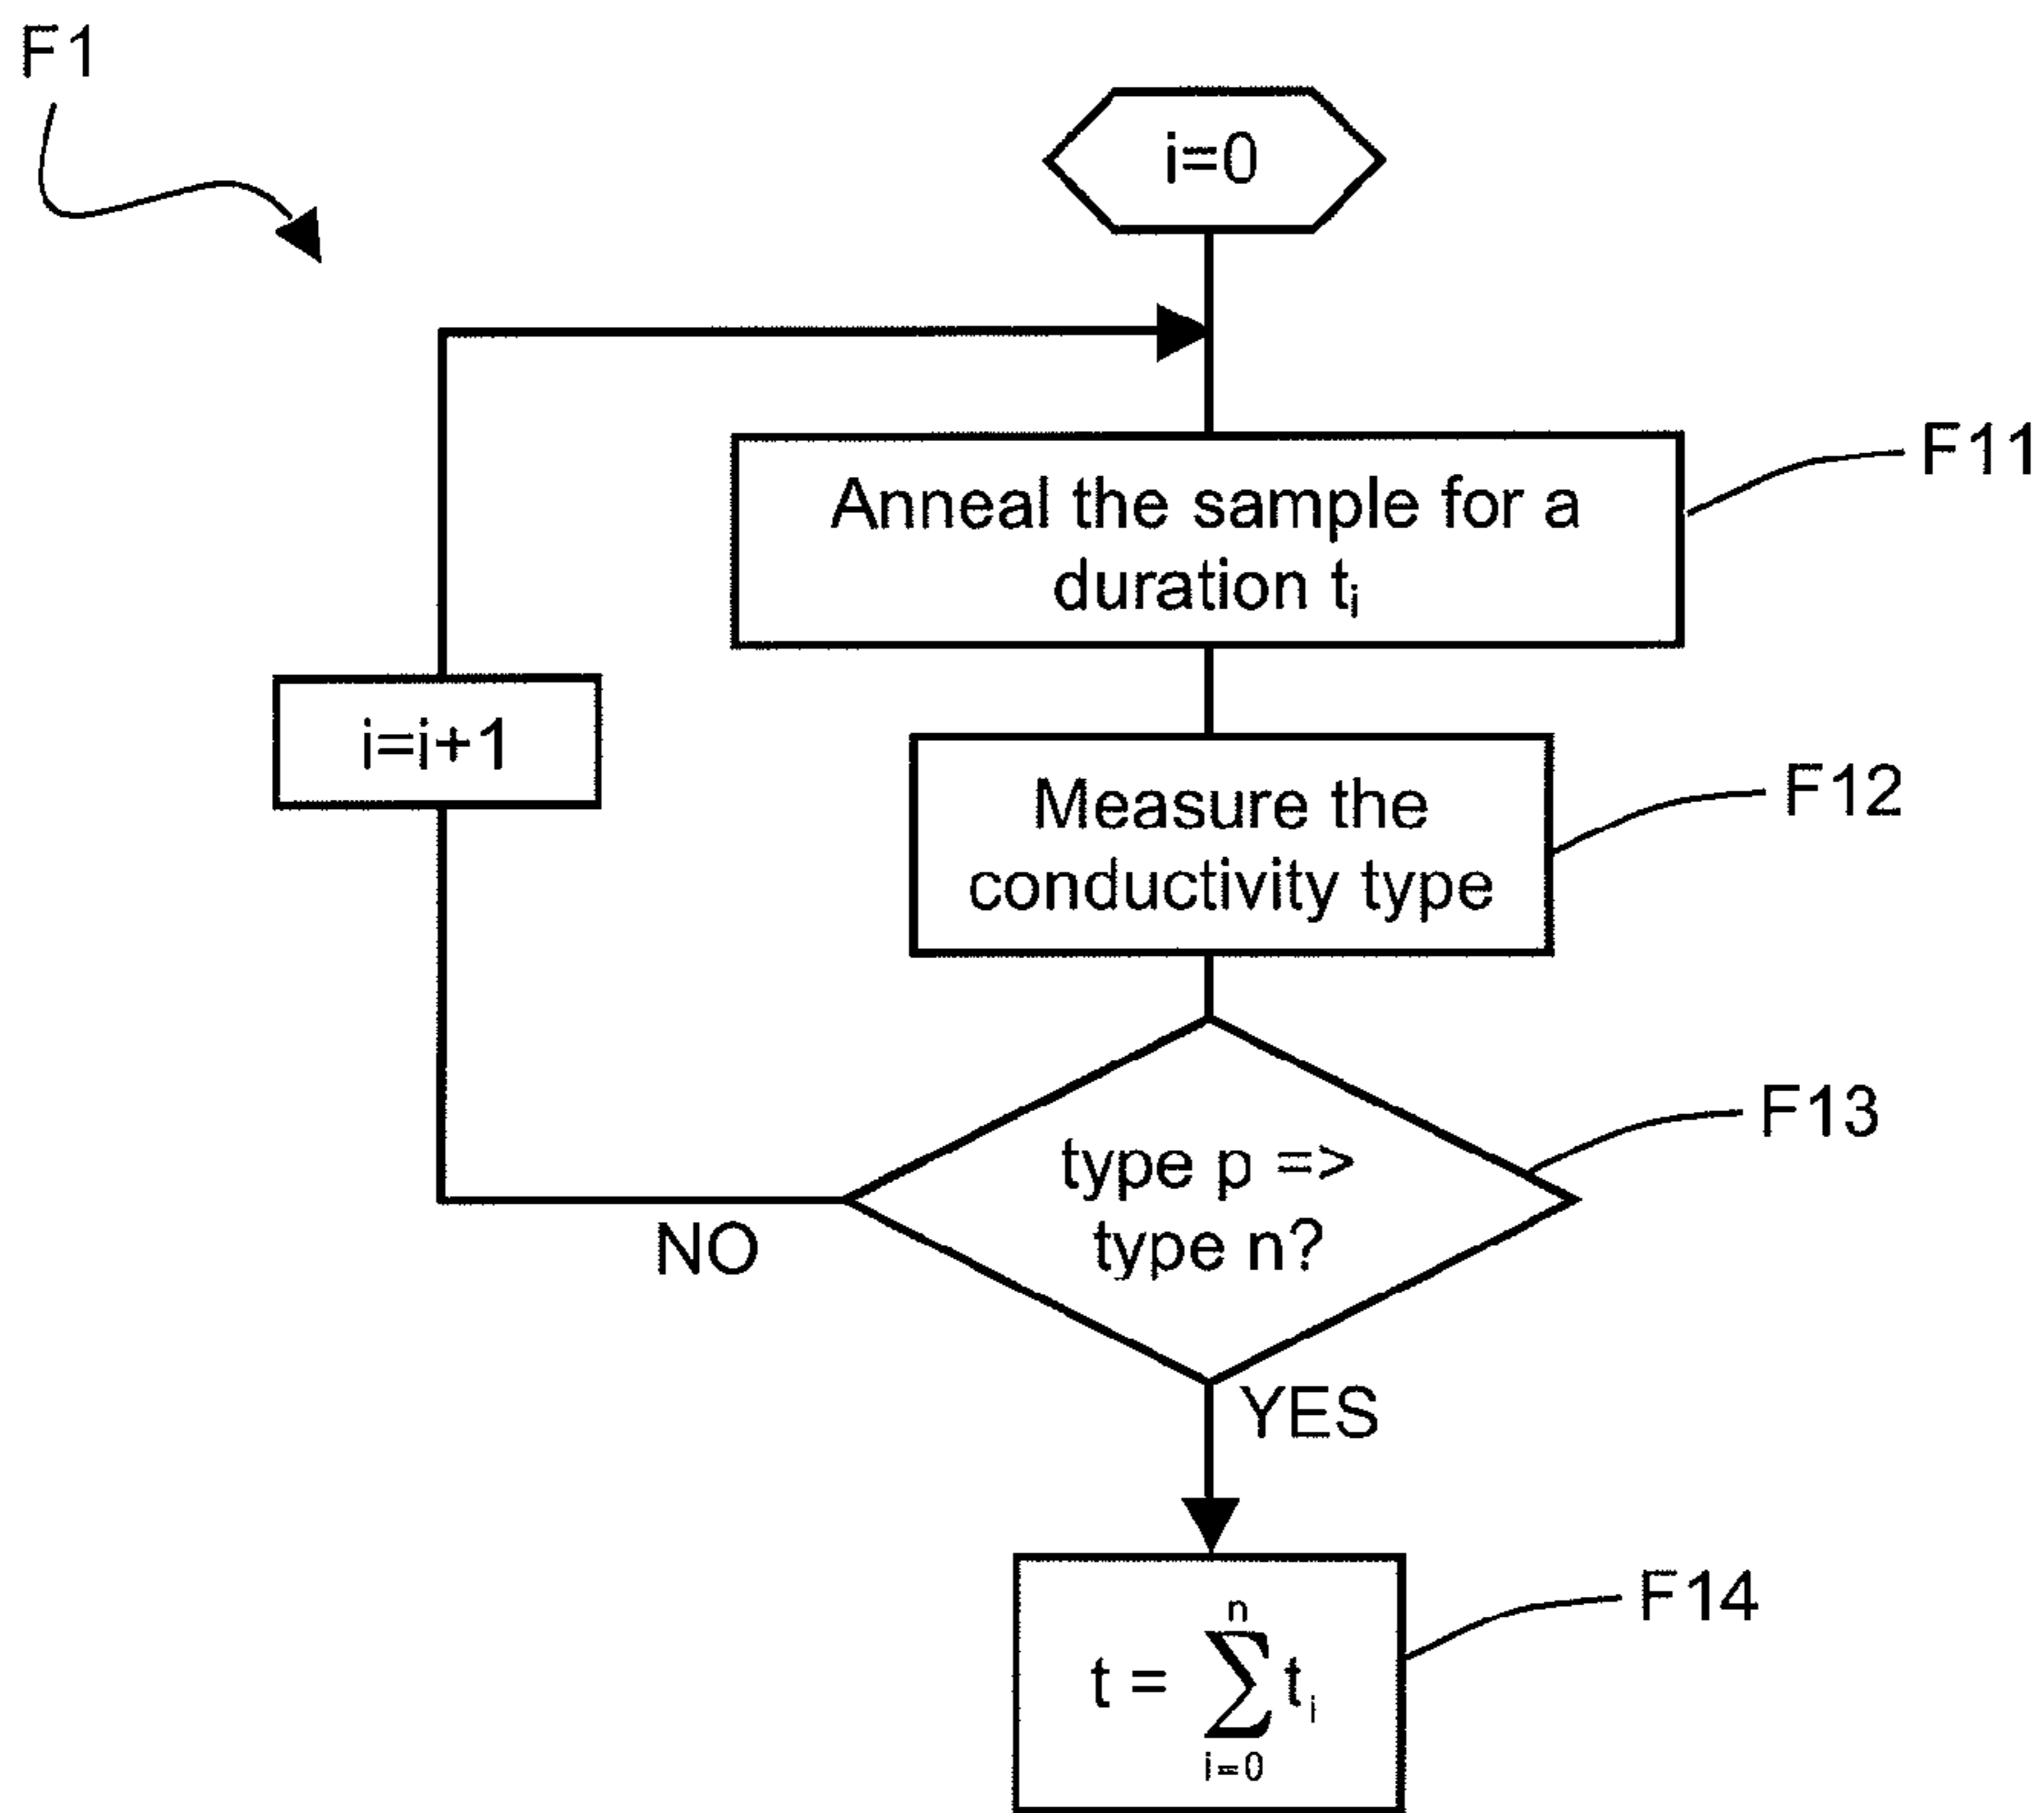 F1
i=0
Anneal the sample for a
duration tᵢ
F11
i=i+1
Measure the
conductivity type
F12
type p =>
type n?
F13
NO
YES
t = ∑ tᵢ
n
i=0
F14